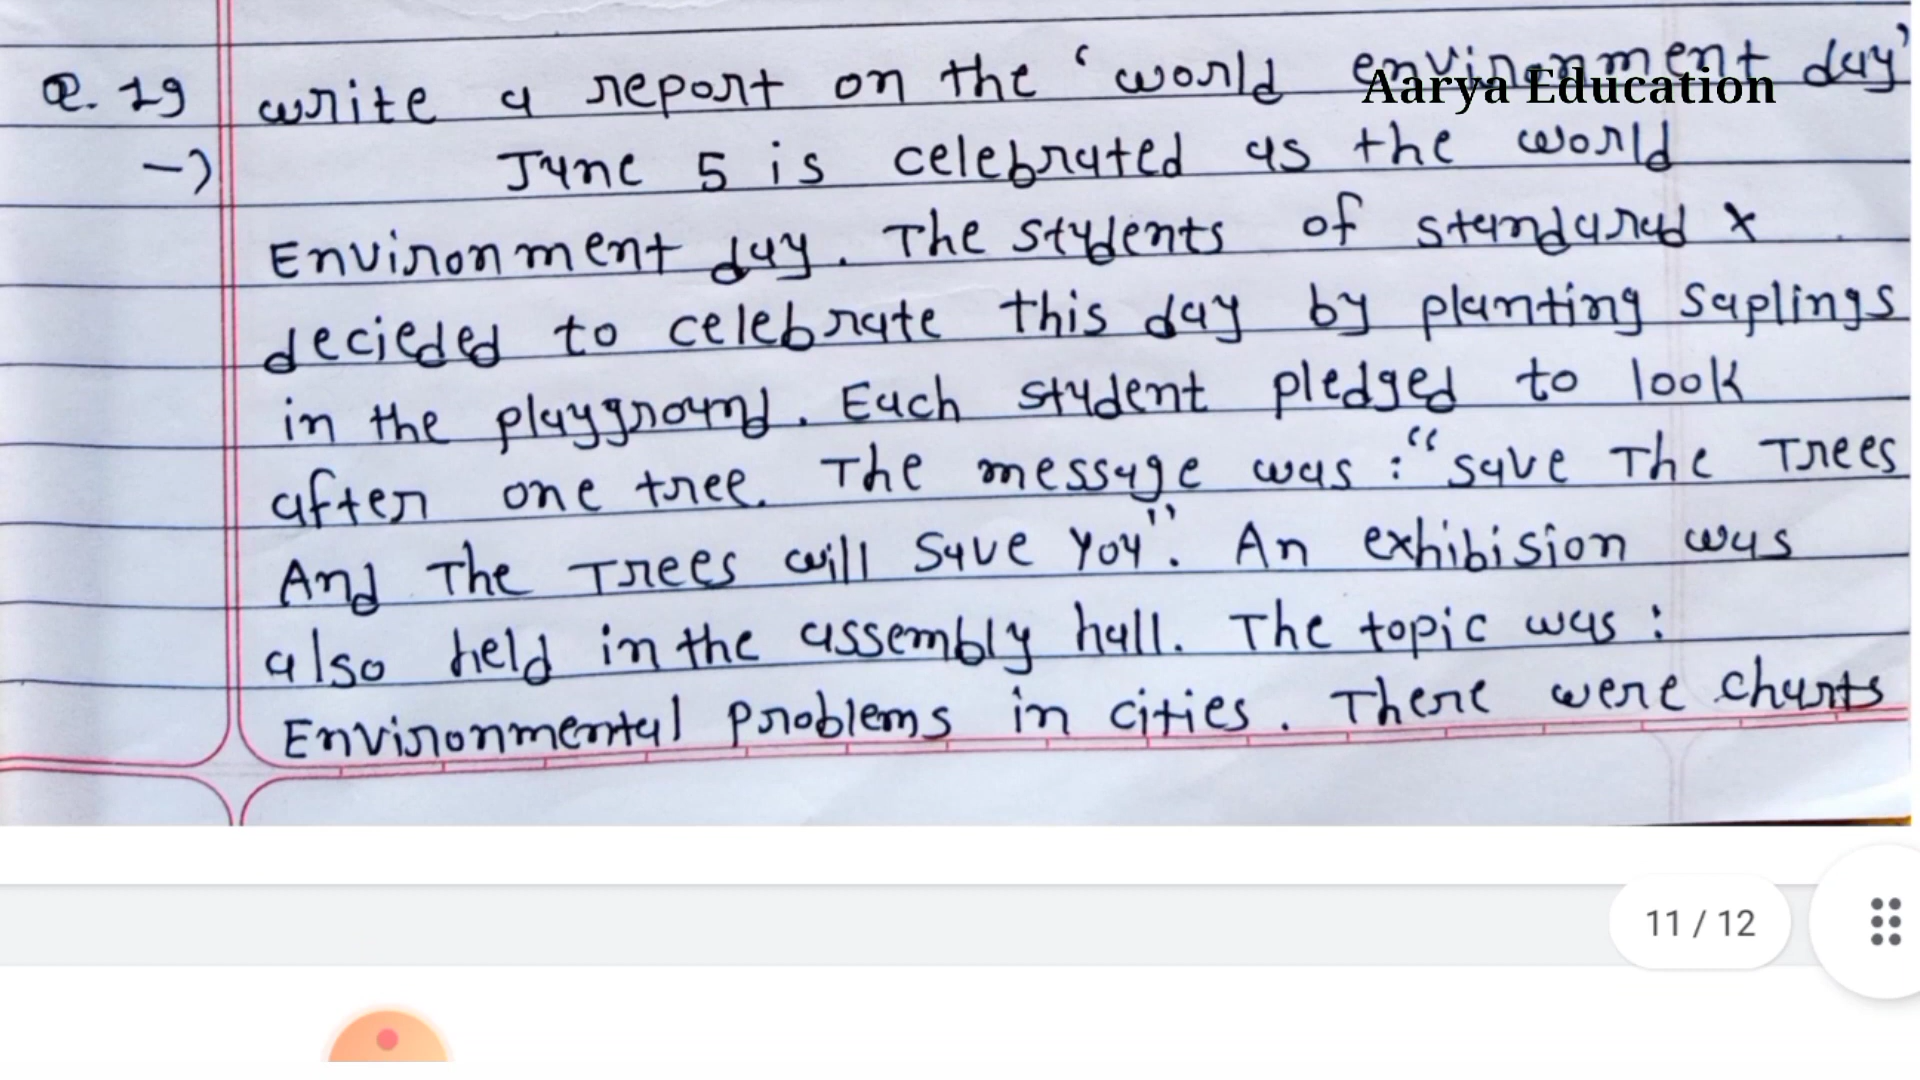 Q. 19 write a report on the 'world environment day'
Aarya Education
→ June 5 is celebrated as the world
Environment day. The students of standarad X
decieded to celebrate this day by planting saplings
in the playground. Each student pledged to look
after one tree. The message was : "save The Trees
And The Trees will save you". An exhibision was
also held in the assembly hall. The topic was :
Environmental problems in cities. There were charts
11 / 12